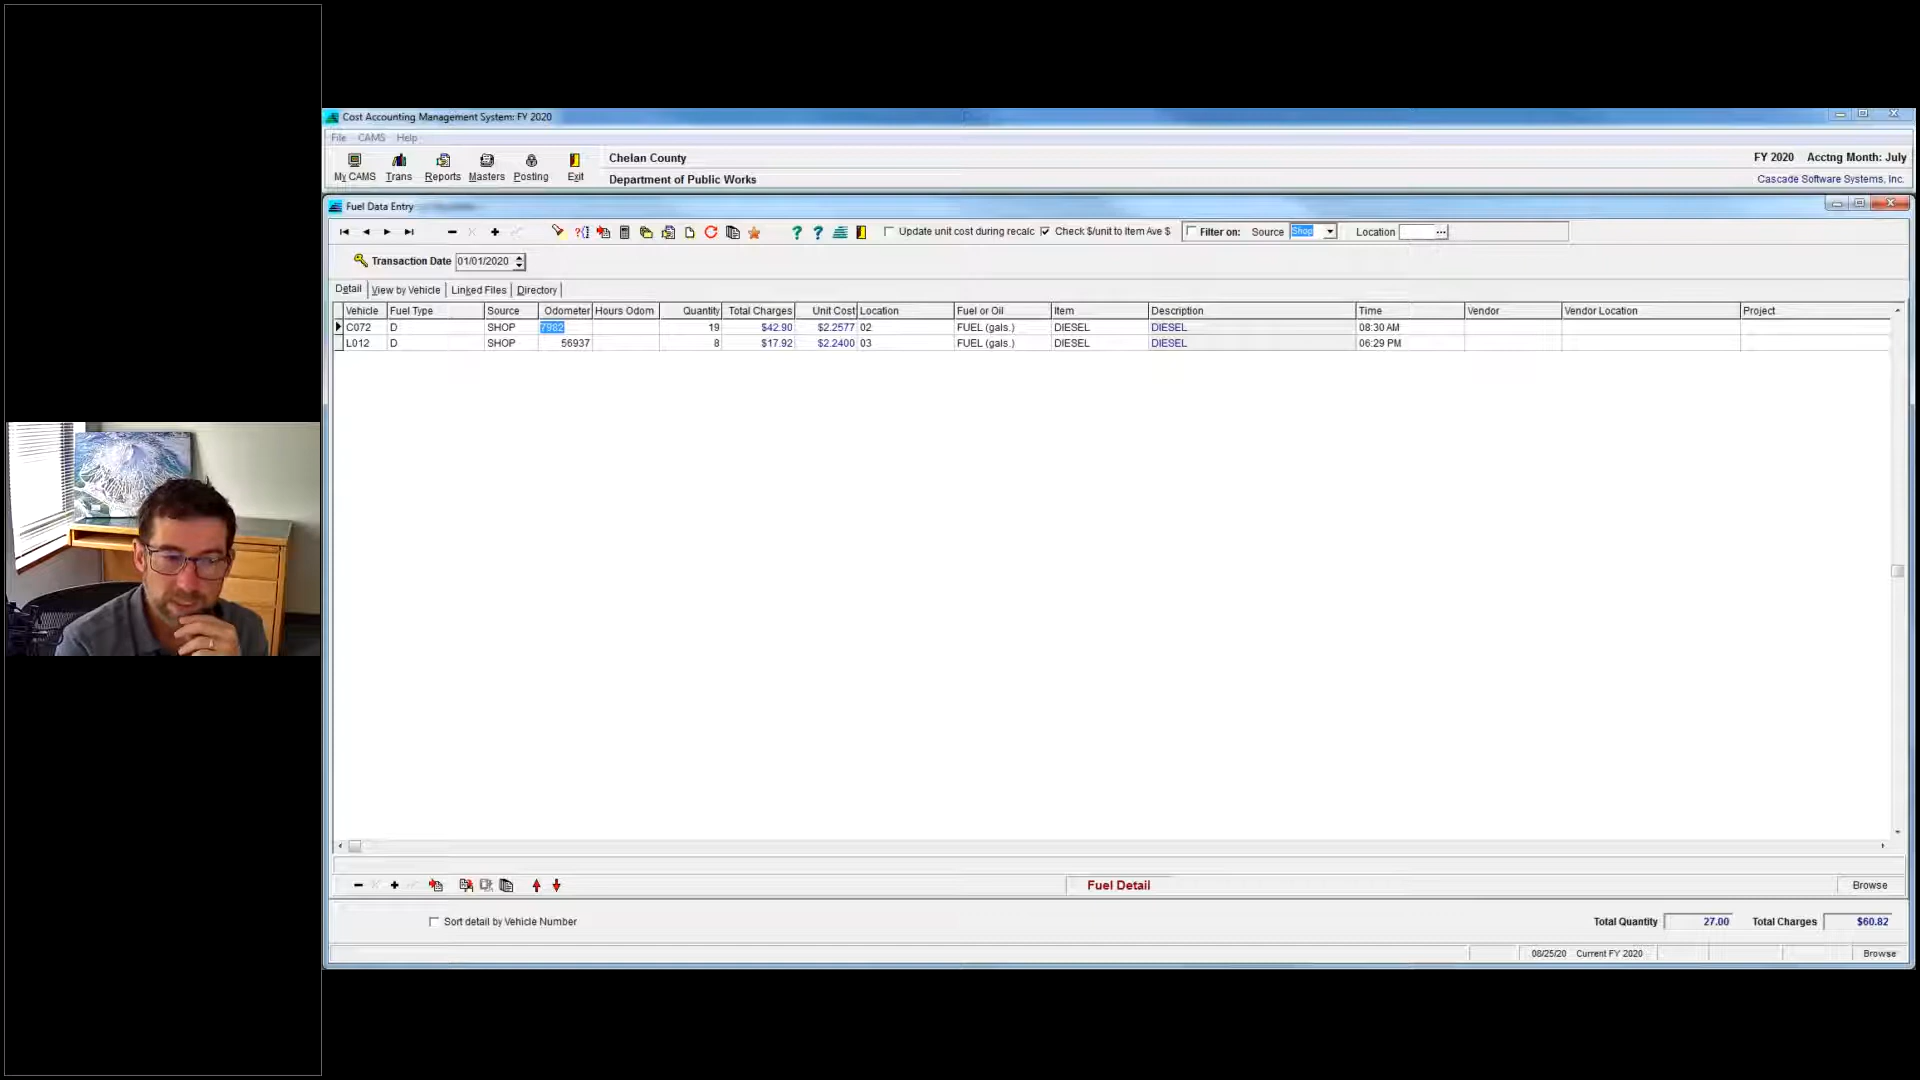 Cost Accounting Management System: FY 2020
File CAMS Help
My CAMS Trans Reports Masters Posting Exit
Chelan County
Department of Public Works
FY 2020 Acctng Month: July
Cascade Software Systems, Inc.
Fuel Data Entry
Update unit cost during recalc Check $/unit to Item Ave $ Filter on: Source Shop Location
Transaction Date 01/01/2020
Detail View by Vehicle Linked Files Directory
Vehicle Fuel Type Source Odometer Hours Odom Quantity Total Charges Unit Cost Location Fuel or Oil Item Description Time Vendor Vendor Location Project
C072 D SHOP 7982 19 $42.90 $2.2577 02 FUEL (gals.) DIESEL DIESEL 08:30 AM
L012 D SHOP 56937 8 $17.92 $2.2400 03 FUEL (gals.) DIESEL DIESEL 06:29 PM
Fuel Detail Browse
Sort detail by Vehicle Number Total Quantity 27.00 Total Charges $60.82
08/25/20 Current FY 2020 Browse